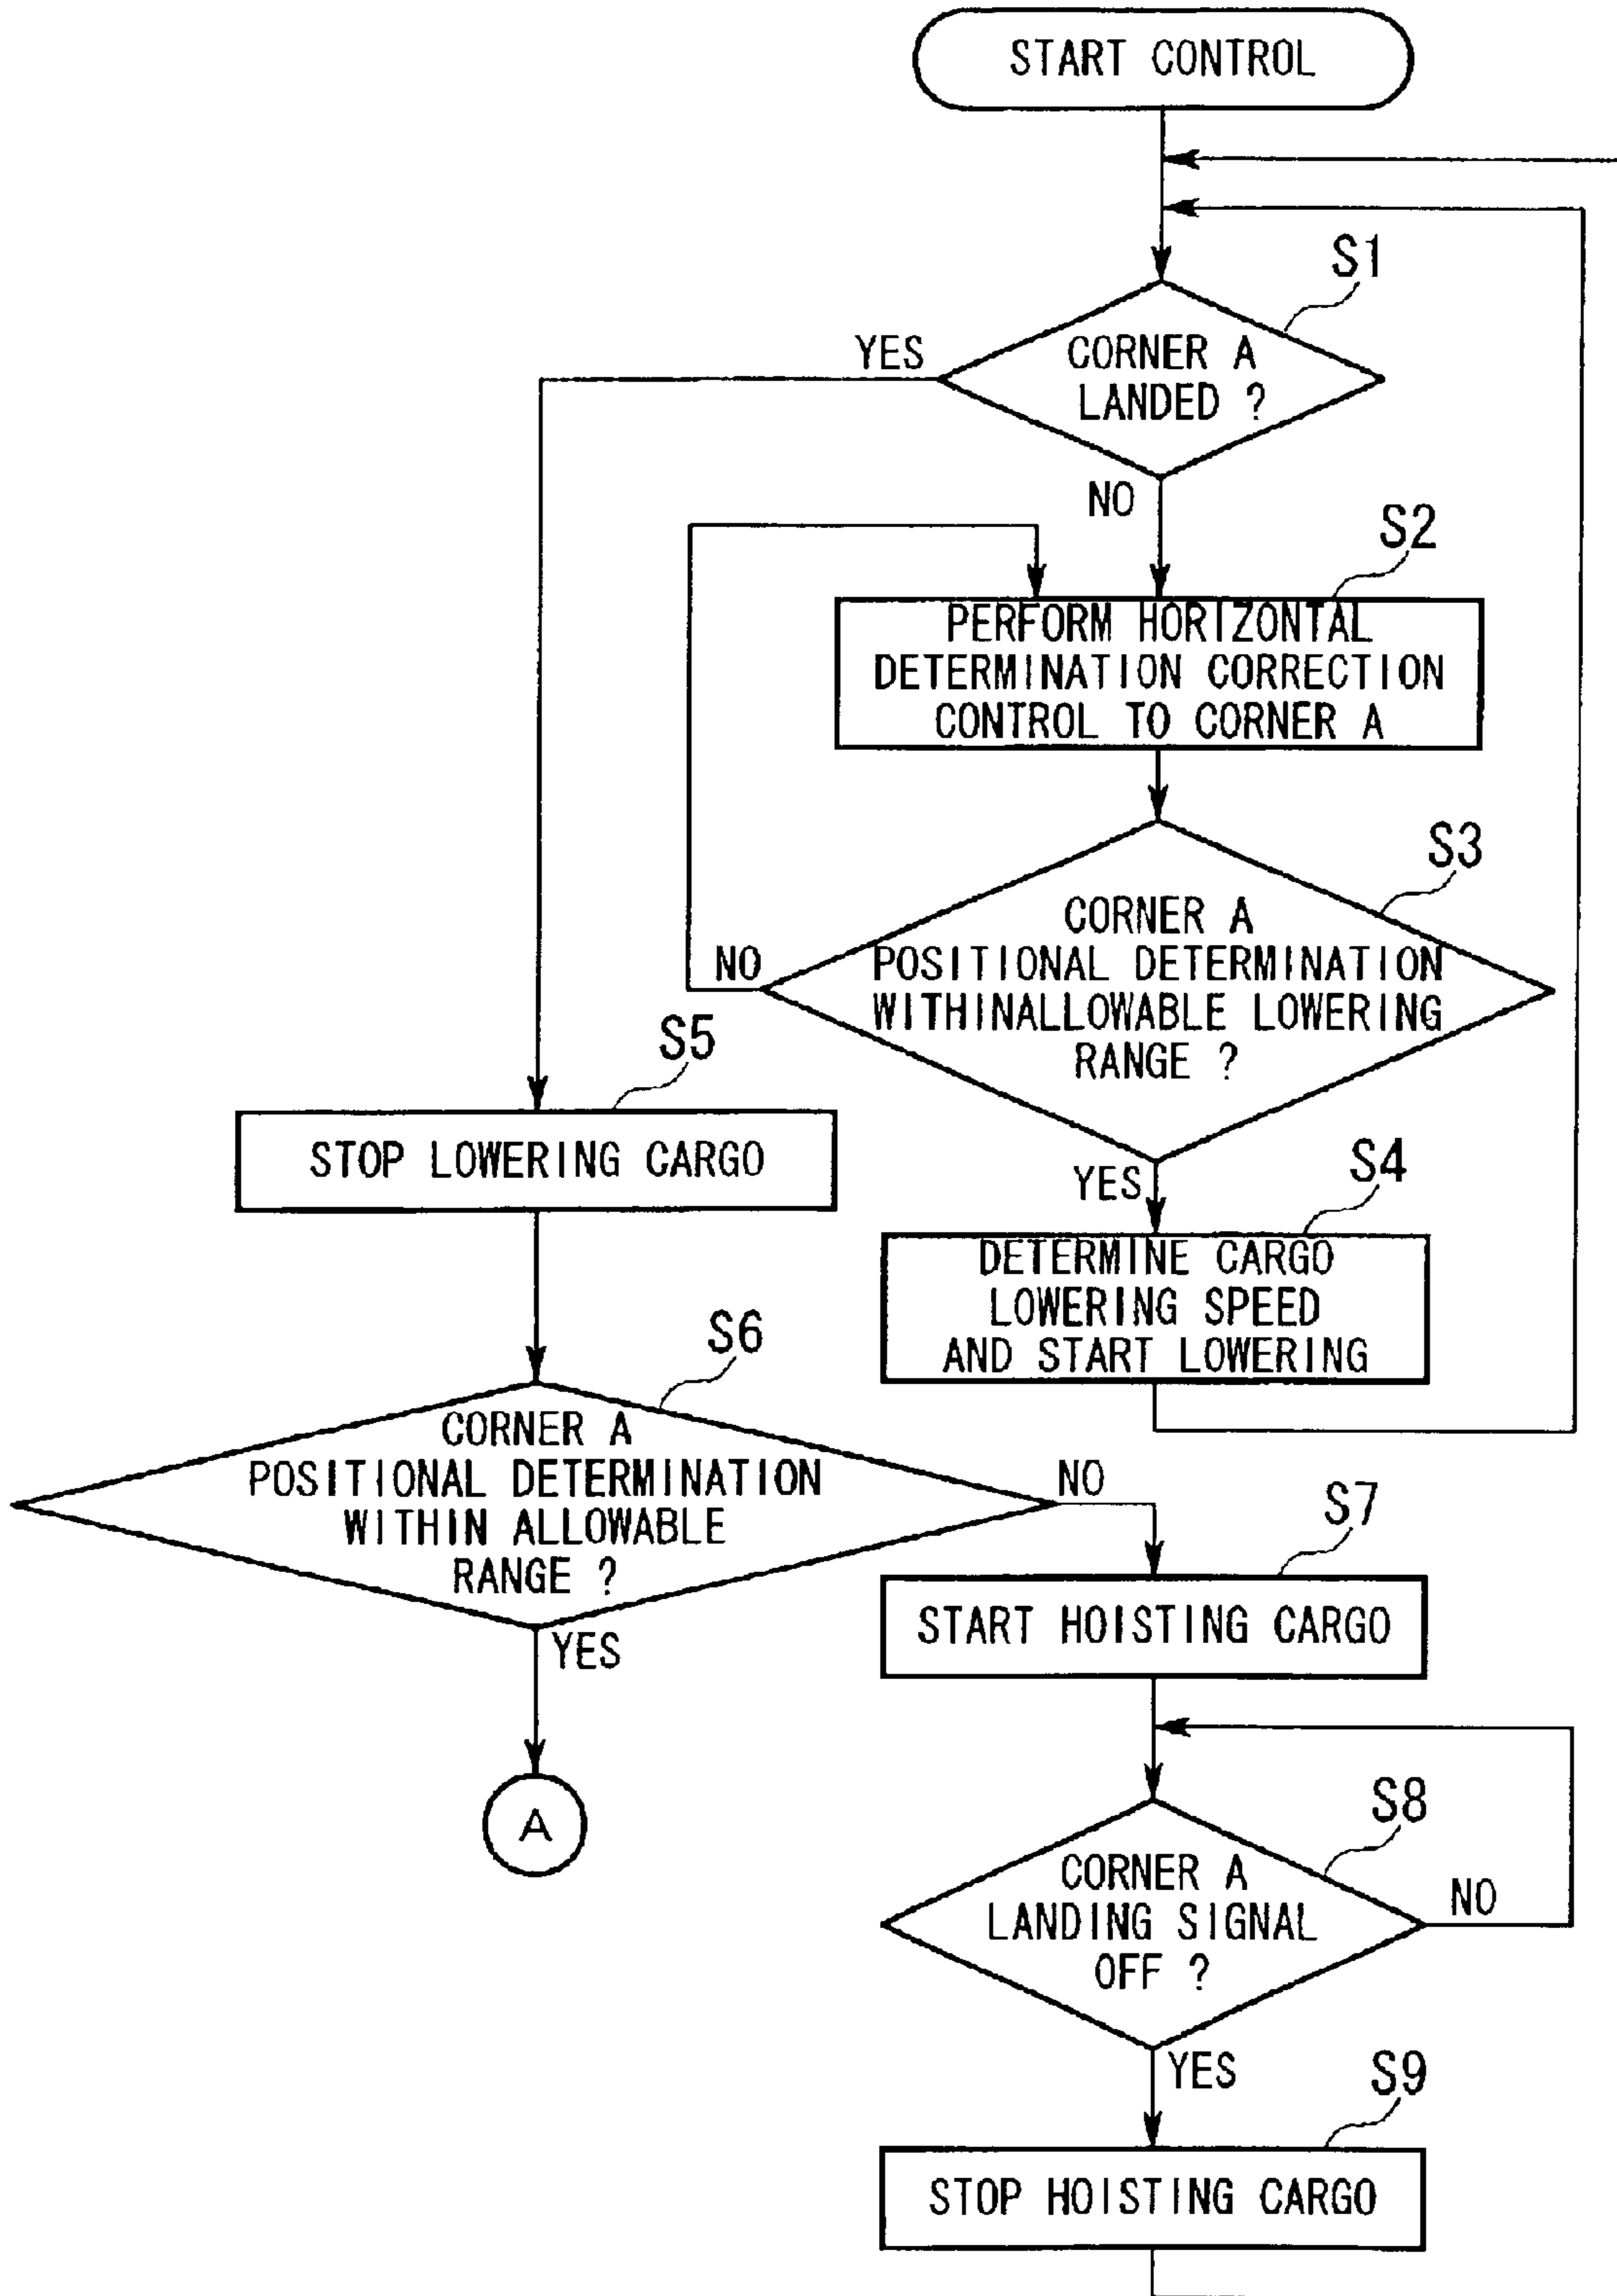 START CONTROL
S1
YES
CORNER A
LANDED ?
NO
S2
PERFORM HORIZONTAL
DETERMINATION CORRECTION
CONTROL TO CORNER A
S3
CORNER A
POSITIONAL DETERMINATION
WITHINALLOWABLE LOWERING
RANGE ?
NO
YES
S5
STOP LOWERING CARGO
S4
DETERMINE CARGO
LOWERING SPEED
AND START LOWERING
S6
CORNER A
POSITIONAL DETERMINATION
WITHIN ALLOWABLE
RANGE ?
NO
YES
A
S7
START HOISTING CARGO
S8
CORNER A
LANDING SIGNAL
OFF ?
NO
YES
S9
STOP HOISTING CARGO